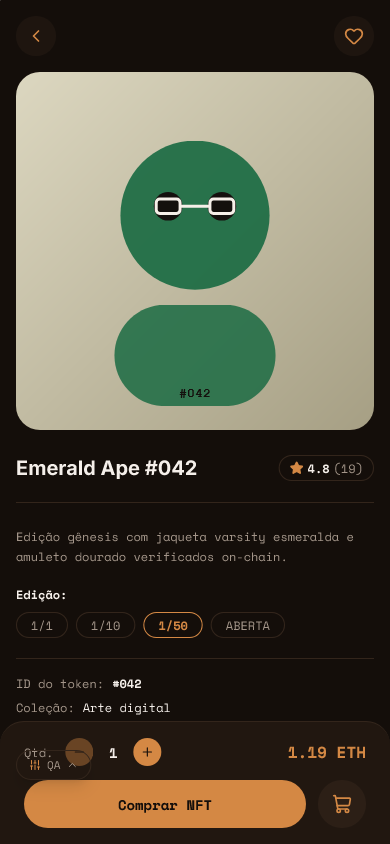 #042
Emerald Ape #042
4.8 (19)
Edição gênesis com jaqueta varsity esmeralda e
amuleto dourado verificados on-chain.
Edição:
1/1 1/10 1/50 ABERTA
ID do token: #042
Coleção: Arte digital
Qtd. 1 + 1.19 ETH
QA
Comprar NFT